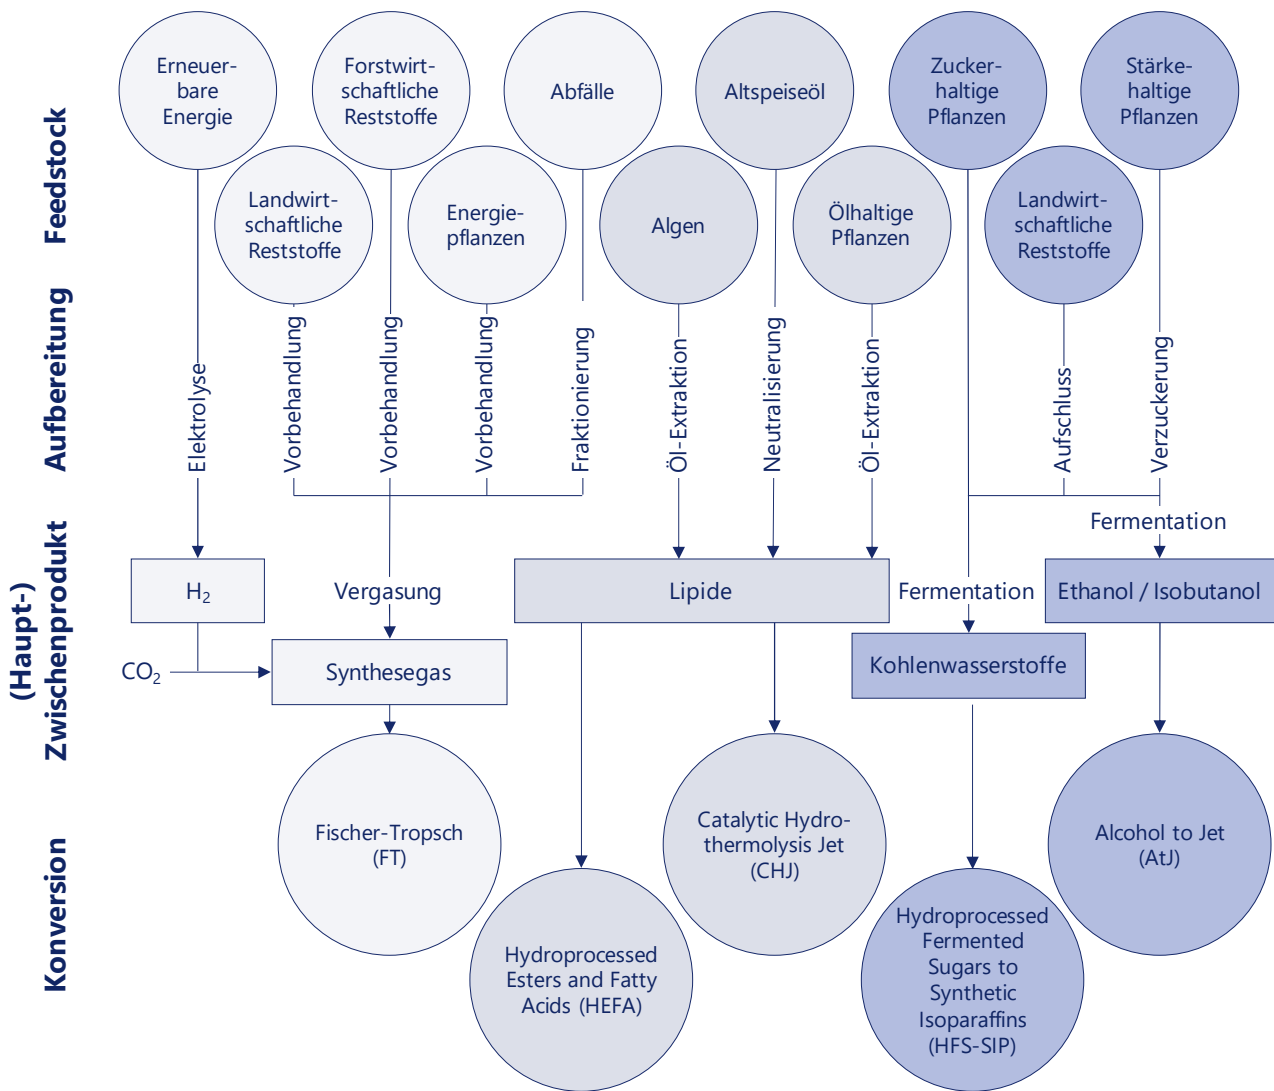 Feedstock
Erneuer-
bare
Energie
Forstwirt-
schaftliche
Reststoffe
Abfälle
Altspeiseöl
Zucker-
haltige
Pflanzen
Stärke-
haltige
Pflanzen
Landwirt-
schaftliche
Reststoffe
Energie-
pflanzen
Algen
Ölhaltige
Pflanzen
Landwirt-
schaftliche
Reststoffe
Aufbereitung
Elektrolyse
Vorbehandlung
Vorbehandlung
Vorbehandlung
Fraktionierung
Öl-Extraktion
Neutralisierung
Öl-Extraktion
Aufschluss
Verzuckerung
(Haupt-)
Zwischenprodukt
Fermentation
H₂
Vergasung
Lipide
Fermentation
Ethanol / Isobutanol
CO₂
Synthesegas
Kohlenwasserstoffe
Konversion
Fischer-Tropsch
(FT)
Catalytic Hydro-
thermolysis Jet
(CHJ)
Alcohol to Jet
(AtJ)
Hydroprocessed
Esters and Fatty
Acids (HEFA)
Hydroprocessed
Fermented
Sugars to
Synthetic
Isoparaffins
(HFS-SIP)